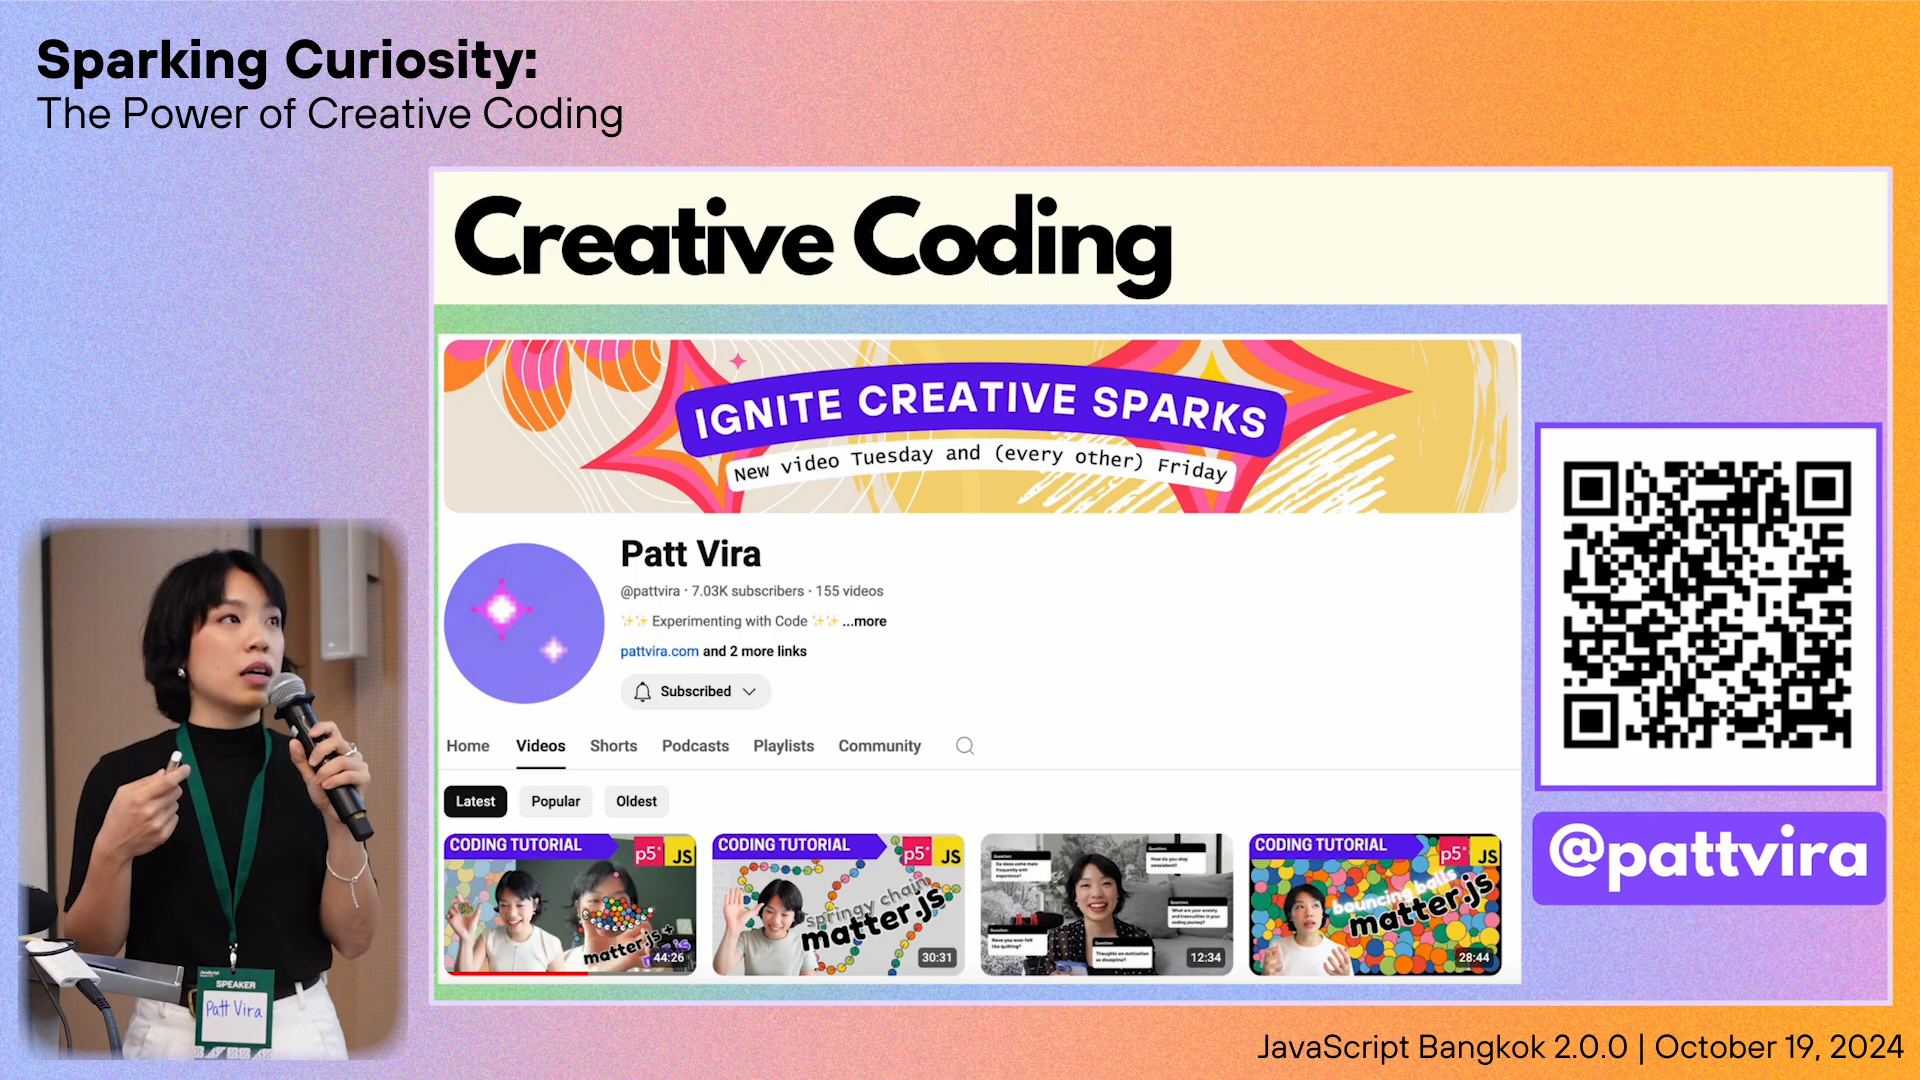 Sparking Curiosity:
The Power of Creative Coding
Creative Coding
IGNITE CREATIVE SPARKS
New video Tuesday and (every other) Friday
Patt Vira
@pattvira · 7.03K subscribers · 155 videos
✨✨ Experimenting with Code ✨✨ ...more
pattvira.com and 2 more links
Subscribed
Home Videos Shorts Podcasts Playlists Community
Latest Popular Oldest
CODING TUTORIAL p5* JS
matter.js +
44:26
CODING TUTORIAL p5* JS
springy chain
matter.js
30:31
12:34
CODING TUTORIAL p5* JS
bouncing balls
matter.js
28:44
@pattvira
SPEAKER
Patt Vira
JavaScript Bangkok 2.0.0 | October 19, 2024